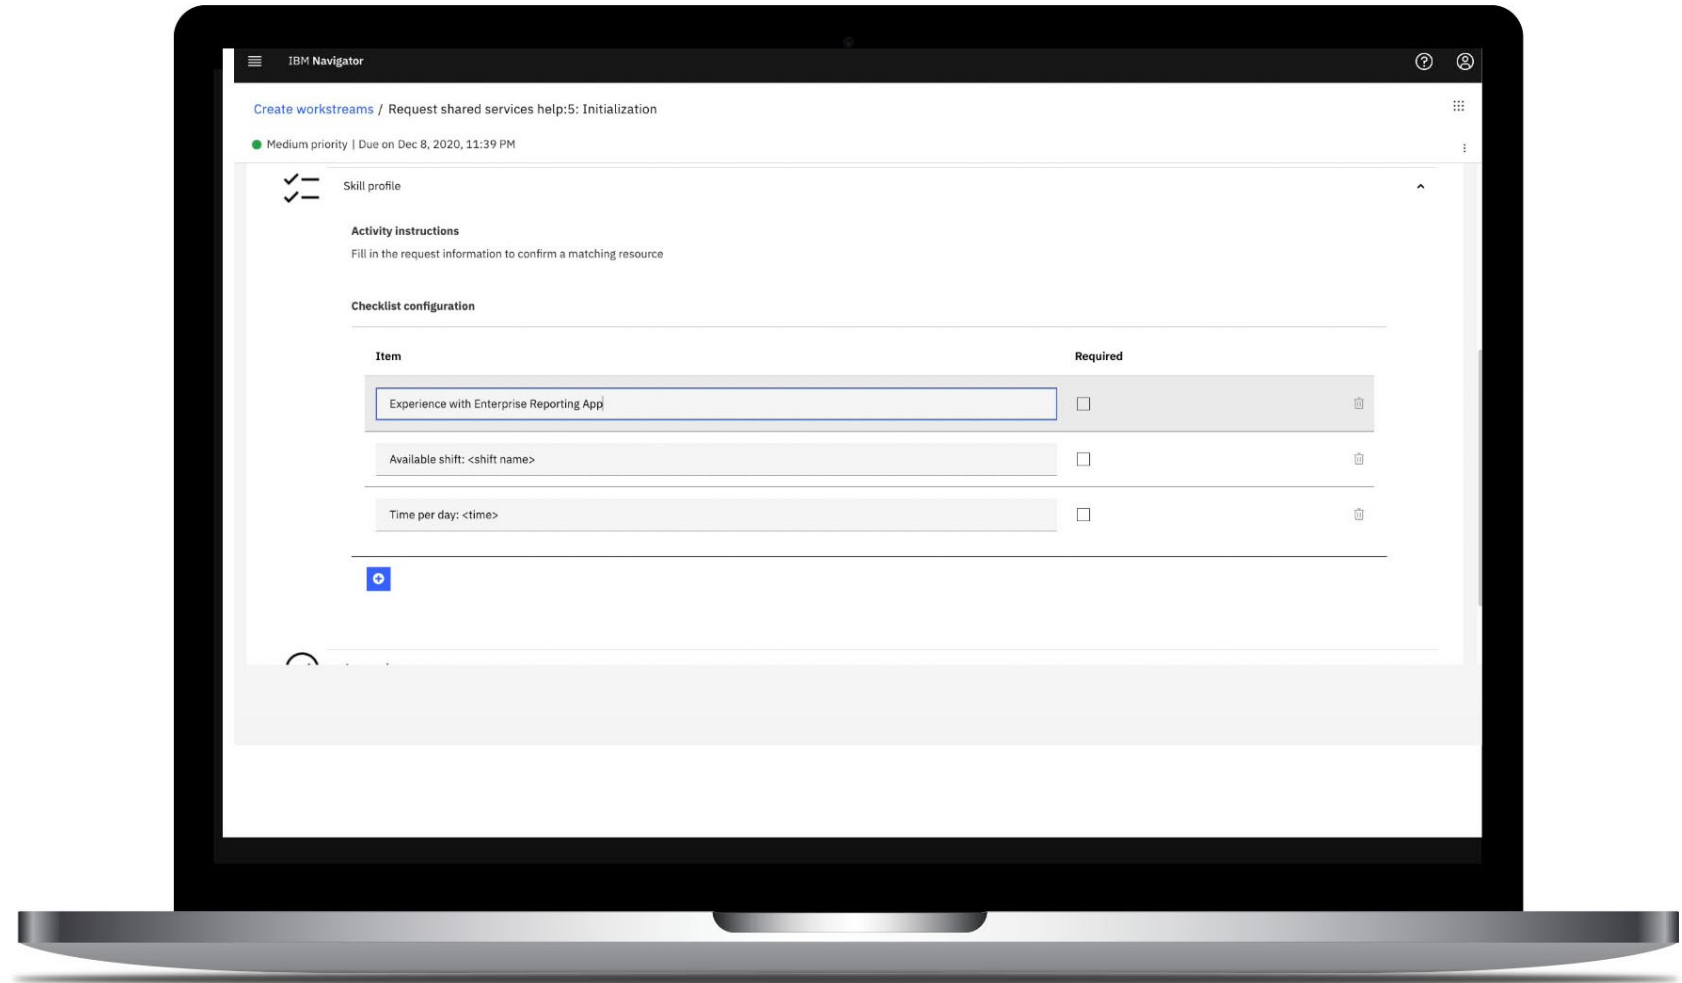 IBM Navigator
Create workstreams / Request shared services help:5: Initialization
Medium priority | Due on Dec 8, 2020, 11:39 PM
Skill profile
Activity instructions
Fill in the request information to confirm a matching resource
Checklist configuration
Item Required
Experience with Enterprise Reporting App
Available shift: <shift name>
Time per day: <time>